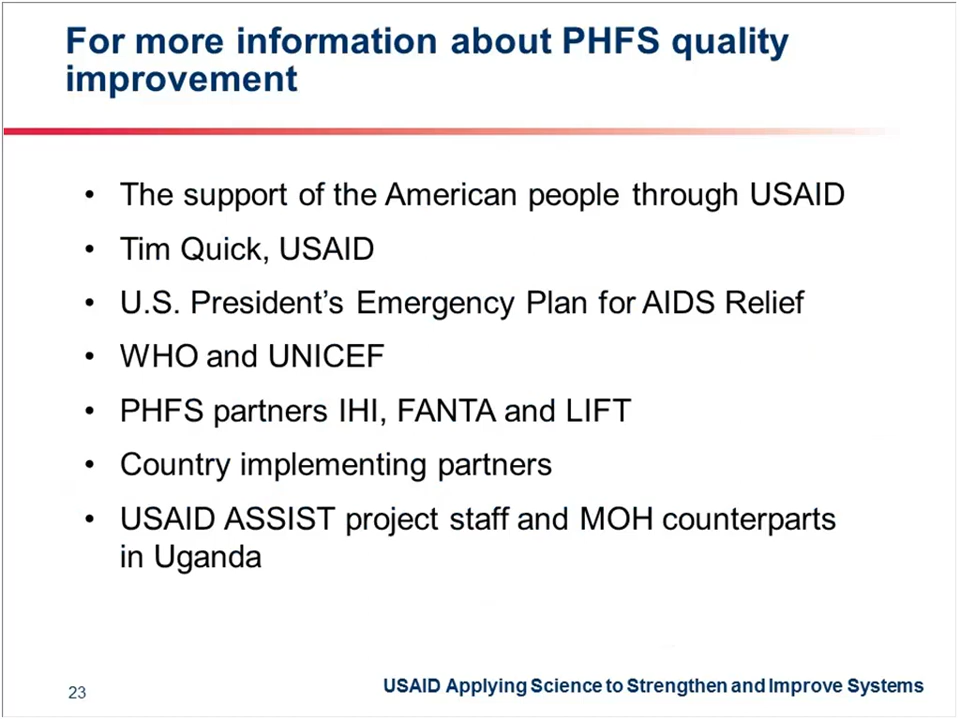 For more information about PHFS quality
improvement
• The support of the American people through USAID
• Tim Quick, USAID
• U.S. President’s Emergency Plan for AIDS Relief
• WHO and UNICEF
• PHFS partners IHI, FANTA and LIFT
• Country implementing partners
• USAID ASSIST project staff and MOH counterparts
in Uganda
23
USAID Applying Science to Strengthen and Improve Systems